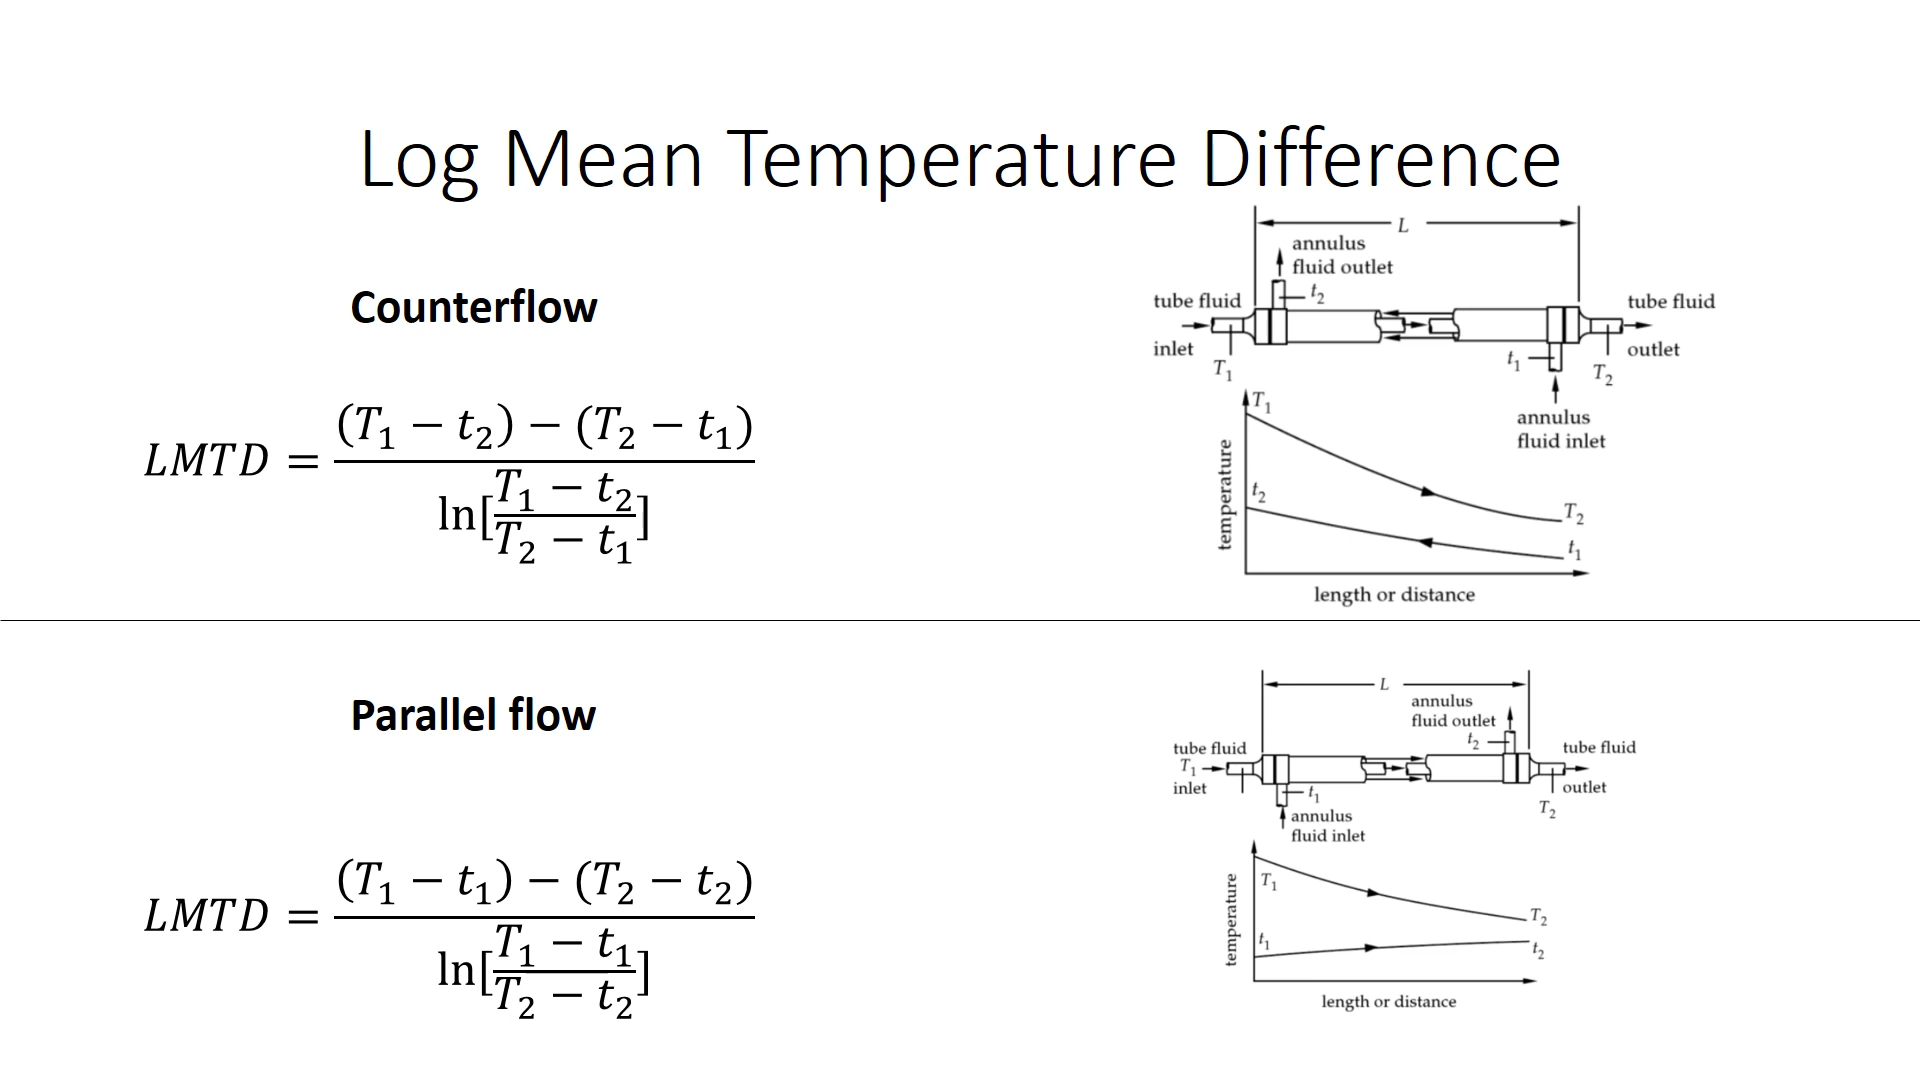 Log Mean Temperature Difference
Counterflow
LMTD = ((T₁ − t₂) − (T₂ − t₁)) / ln[(T₁ − t₂) / (T₂ − t₁)]
L
annulus
fluid outlet
t₂
tube fluid
inlet
T₁
tube fluid
outlet
T₂
t₁
annulus
fluid inlet
T₁
t₂
temperature
T₂
t₁
length or distance
Parallel flow
LMTD = ((T₁ − t₁) − (T₂ − t₂)) / ln[(T₁ − t₁) / (T₂ − t₂)]
L
annulus
fluid outlet
t₂
tube fluid
T₁
inlet
tube fluid
outlet
T₂
t₁
annulus
fluid inlet
T₁
t₁
temperature
T₂
t₂
length or distance